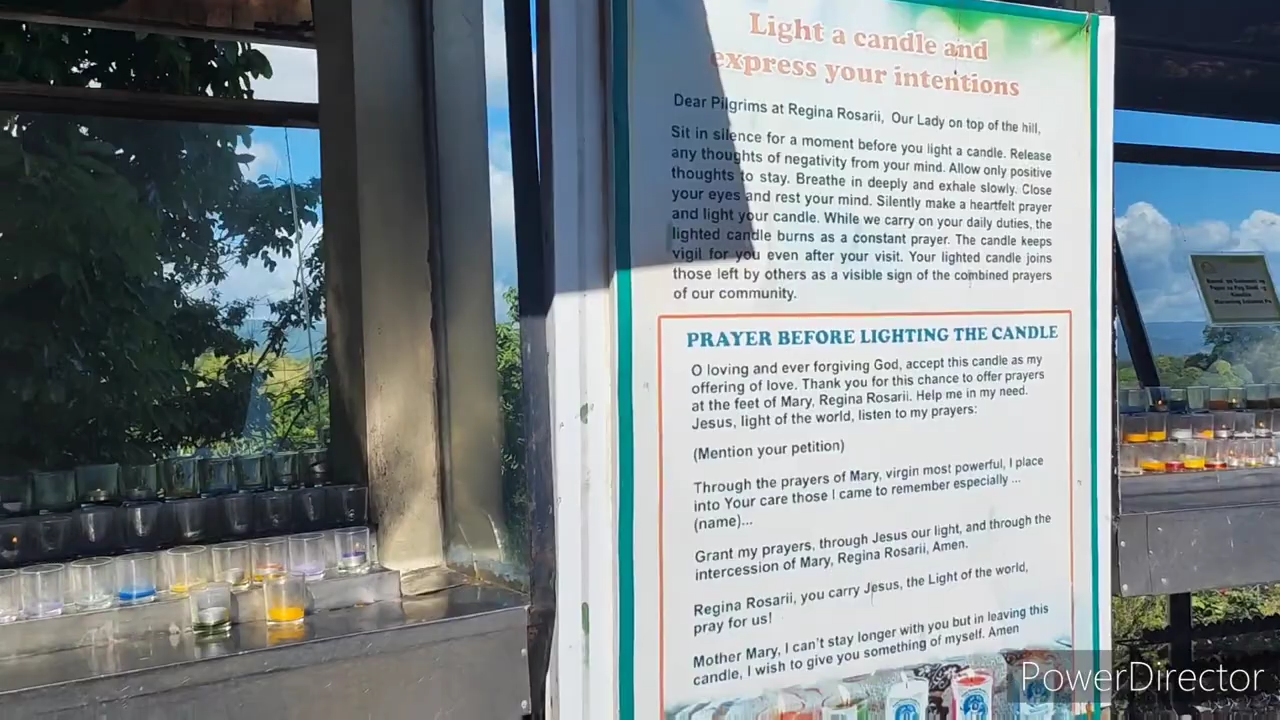 Light a candle and
express your intentions
Dear Pilgrims at Regina Rosarii, Our Lady on top of the hill,
Sit in silence for a moment before you light a candle. Release
any thoughts of negativity from your mind. Allow only positive
thoughts to stay. Breathe in deeply and exhale slowly. Close
your eyes and rest your mind. Silently make a heartfelt prayer
and light your candle. While we carry on your daily duties, the
lighted candle burns as a constant prayer. The candle keeps
vigil for you even after your visit. Your lighted candle joins
those left by others as a visible sign of the combined prayers
of our community.
PRAYER BEFORE LIGHTING THE CANDLE
O loving and ever forgiving God, accept this candle as my
offering of love. Thank you for this chance to offer prayers
at the feet of Mary, Regina Rosarii. Help me in my need.
Jesus, light of the world, listen to my prayers:
(Mention your petition)
Through the prayers of Mary, virgin most powerful, I place
into Your care those I came to remember especially ...
(name)...
Grant my prayers, through Jesus our light, and through the
intercession of Mary, Regina Rosarii, Amen.
Regina Rosarii, you carry Jesus, the Light of the world,
pray for us!
Mother Mary, I can't stay longer with you but in leaving this
candle, I wish to give you something of myself. Amen
PowerDirector